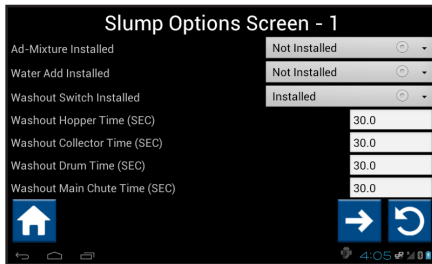 Slump Options Screen - 1
Ad-Mixture Installed Not Installed
Water Add Installed Not Installed
Washout Switch Installed Installed
Washout Hopper Time (SEC) 30.0
Washout Collector Time (SEC) 30.0
Washout Drum Time (SEC) 30.0
Washout Main Chute Time (SEC) 30.0
4:05